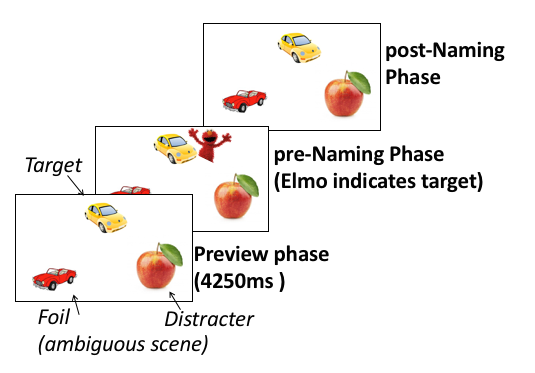 post-Naming
Phase
pre-Naming Phase
(Elmo indicates target)
Target
Preview phase
(4250ms )
Foil
(ambiguous scene)
Distracter